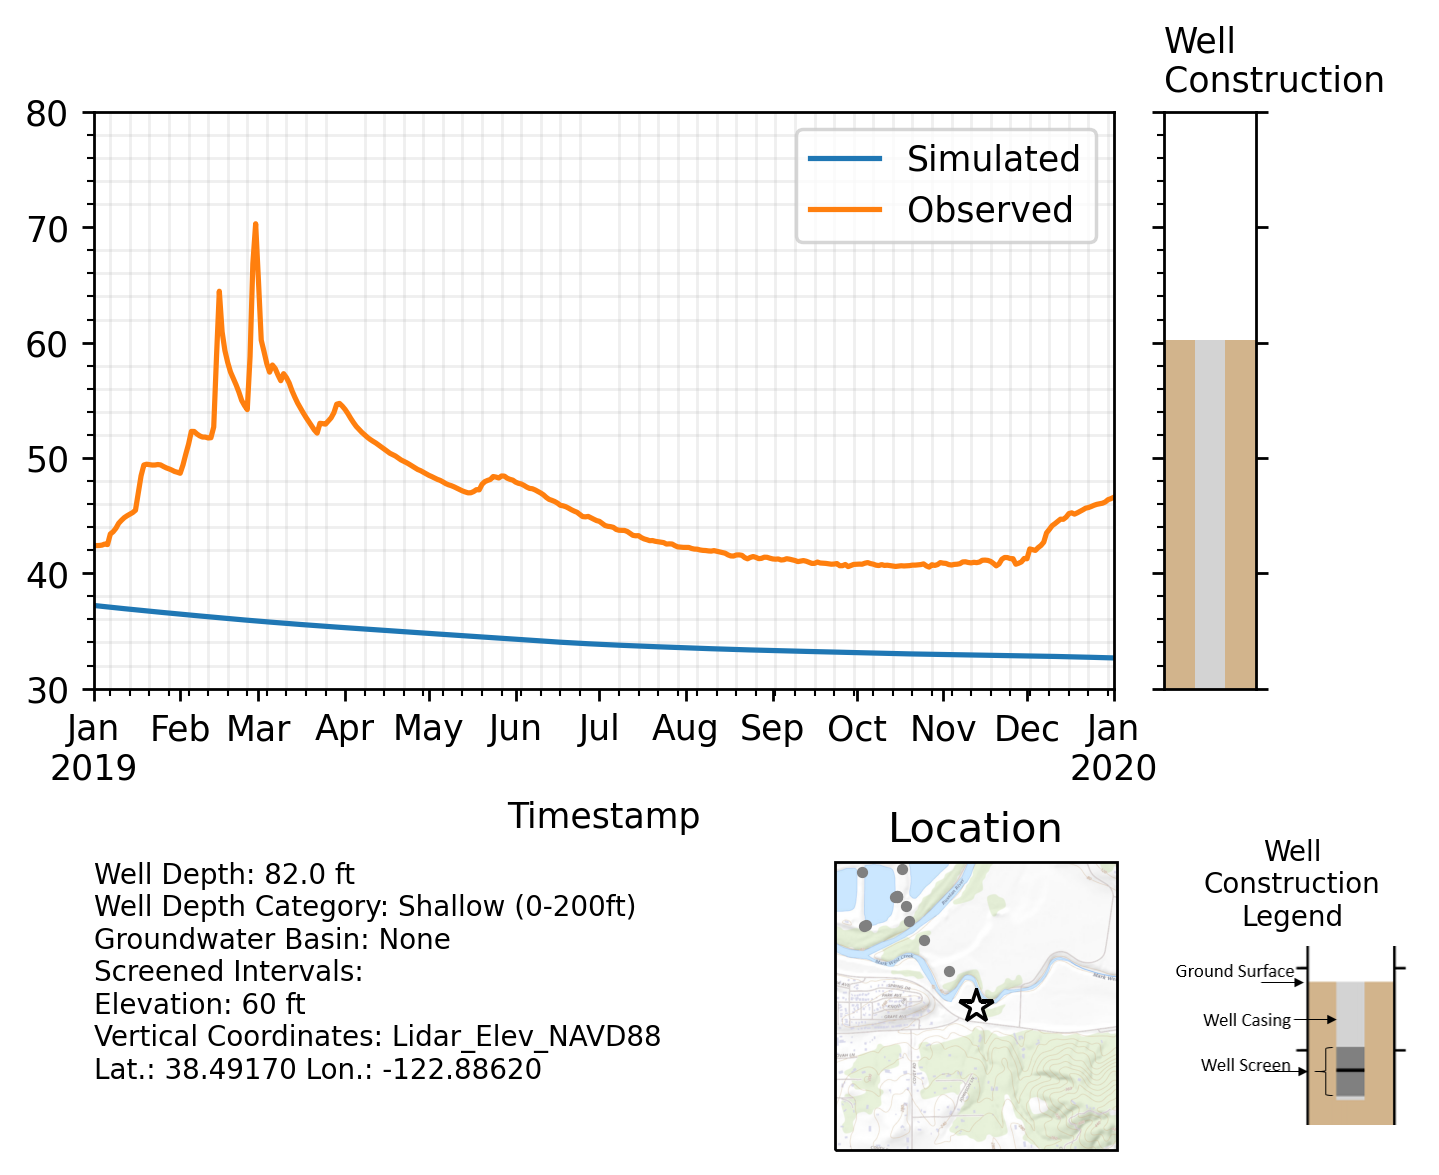 Well
Construction
80
70
60
50
40
30
Simulated
Observed
Jan Feb Mar Apr May Jun Jul Aug Sep Oct Nov Dec Jan
2019 2020
Timestamp
Well Depth: 82.0 ft
Well Depth Category: Shallow (0-200ft)
Groundwater Basin: None
Screened Intervals:
Elevation: 60 ft
Vertical Coordinates: Lidar_Elev_NAVD88
Lat.: 38.49170 Lon.: -122.88620
Location
Well
Construction
Legend
Ground Surface
Well Casing
Well Screen